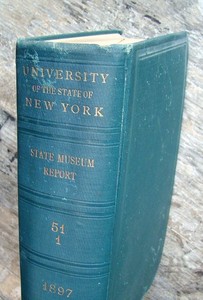 UNIVERSITY
OF THE STATE OF
NEW YORK
STATE MUSEUM
REPORT
51
1
1897